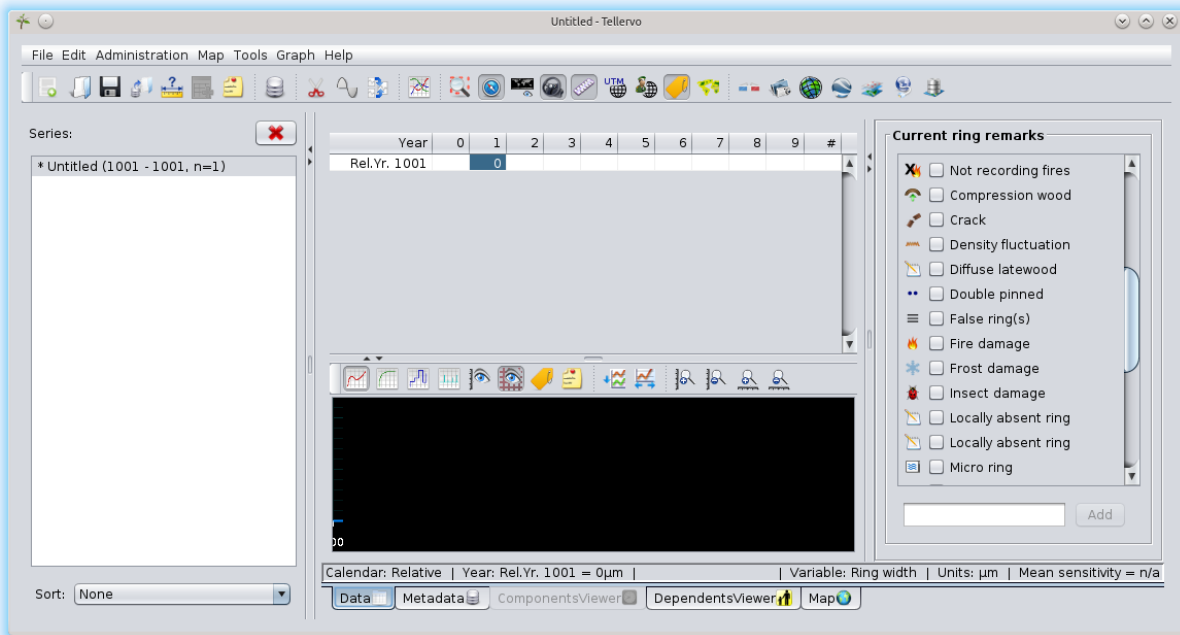 Untitled - Tellervo
File Edit Administration Map Tools Graph Help
UTM
Series:
* Untitled (1001 - 1001, n=1)
Sort: None
Year 0 1 2 3 4 5 6 7 8 9 #
Rel.Yr. 1001 0
Calendar: Relative | Year: Rel.Yr. 1001 = 0µm | | Variable: Ring width | Units: µm | Mean sensitivity = n/a
Data Metadata ComponentsViewer DependentsViewer Map
Current ring remarks
Not recording fires
Compression wood
Crack
Density fluctuation
Diffuse latewood
Double pinned
False ring(s)
Fire damage
Frost damage
Insect damage
Locally absent ring
Locally absent ring
Micro ring
Add